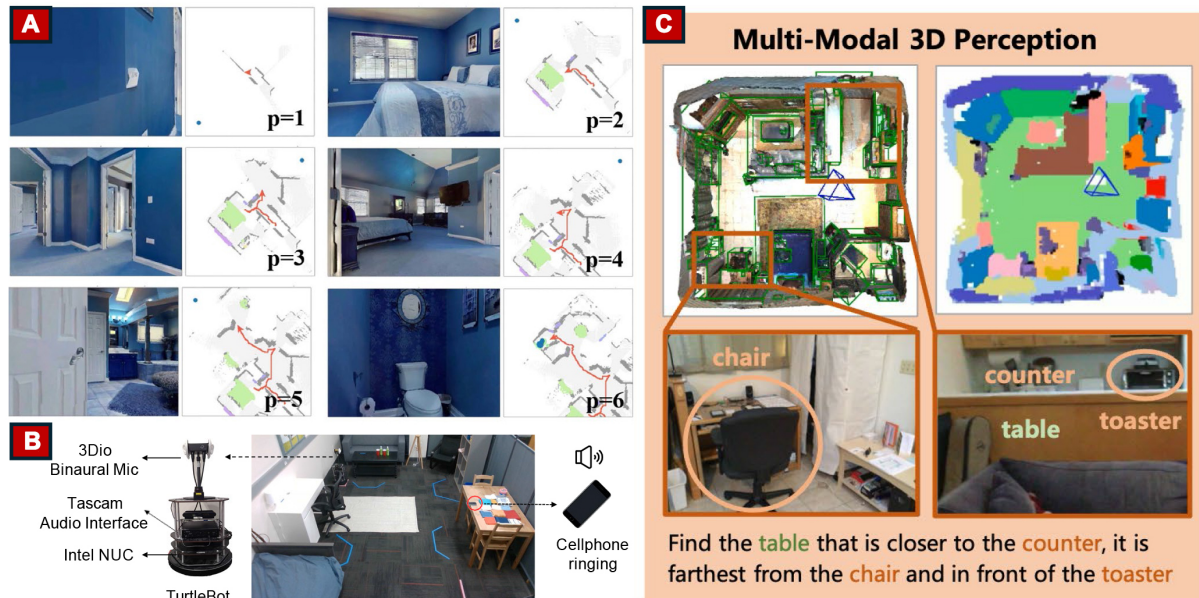 A
p=1
p=2
p=3
p=4
p=5
p=6
B
3Dio
Binaural Mic
Tascam
Audio Interface
Intel NUC
TurtleBot
Cellphone
ringing
C
Multi-Modal 3D Perception
chair
counter
table
toaster
Find the table that is closer to the counter, it is
farthest from the chair and in front of the toaster